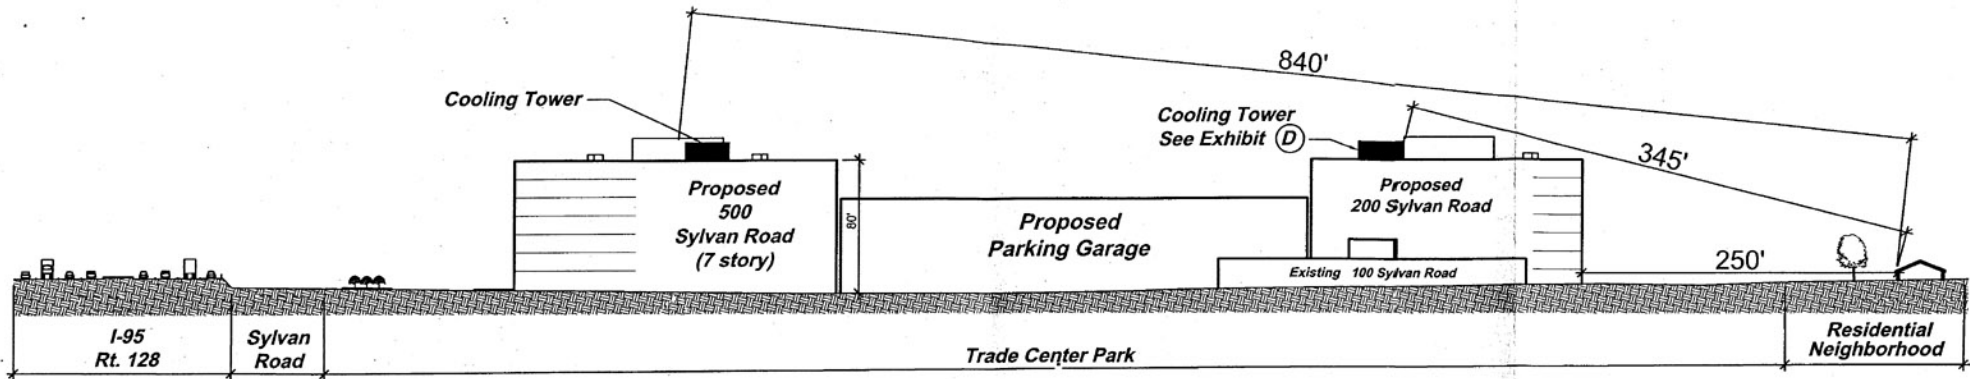 840'
Cooling Tower
Cooling Tower
See Exhibit D
345'
Proposed
500
Sylvan Road
(7 story)
80'
Proposed
Parking Garage
Proposed
200 Sylvan Road
Existing 100 Sylvan Road
250'
I-95
Rt. 128
Sylvan
Road
Trade Center Park
Residential
Neighborhood